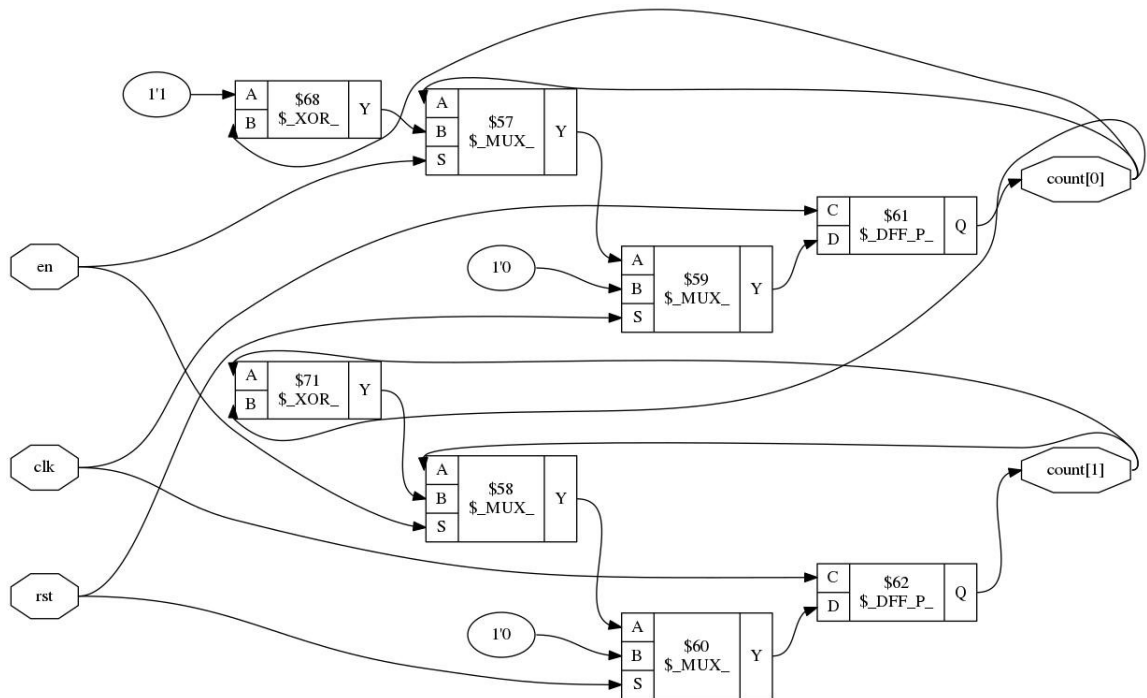 1'1
A
B
$68
$_XOR_
Y
A
B
S
$57
$_MUX_
Y
count[0]
C
D
$61
$_DFF_P_
Q
en
1'0
A
B
S
$59
$_MUX_
Y
A
B
$71
$_XOR_
Y
clk
A
B
S
$58
$_MUX_
Y
count[1]
C
D
$62
$_DFF_P_
Q
rst
1'0
A
B
S
$60
$_MUX_
Y